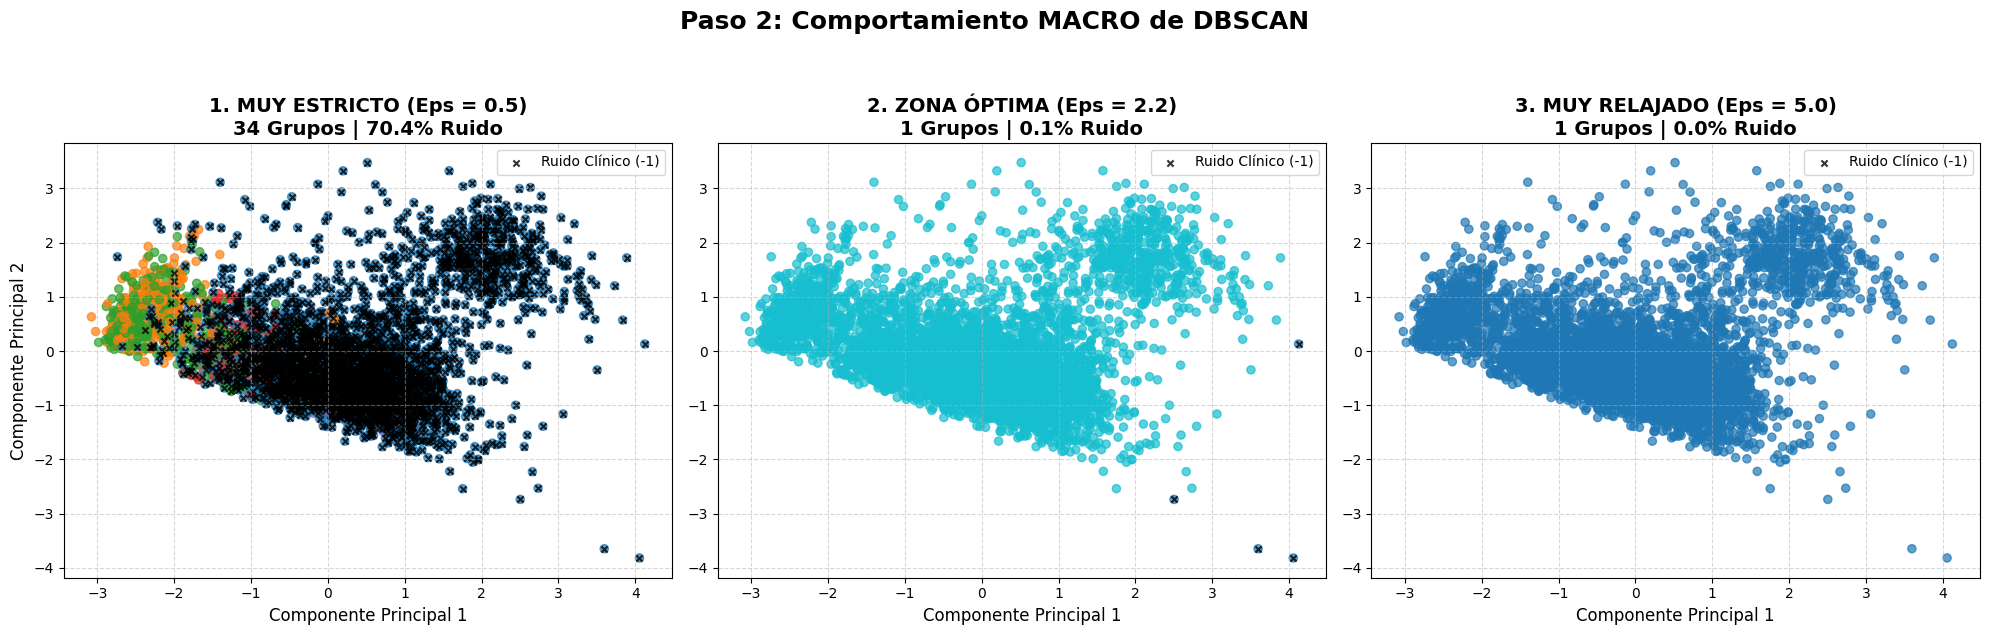 Paso 2: Comportamiento MACRO de DBSCAN
1. MUY ESTRICTO (Eps = 0.5)
34 Grupos | 70.4% Ruido
Ruido Clínico (-1)
3
2
1
0
−1
−2
−3
−4
Componente Principal 2
−3 −2 −1 0 1 2 3 4
Componente Principal 1
2. ZONA ÓPTIMA (Eps = 2.2)
1 Grupos | 0.1% Ruido
Ruido Clínico (-1)
3
2
1
0
−1
−2
−3
−4
−3 −2 −1 0 1 2 3 4
Componente Principal 1
3. MUY RELAJADO (Eps = 5.0)
1 Grupos | 0.0% Ruido
Ruido Clínico (-1)
3
2
1
0
−1
−2
−3
−4
−3 −2 −1 0 1 2 3 4
Componente Principal 1